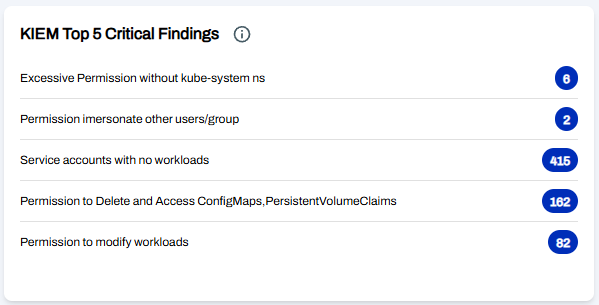 KIEM Top 5 Critical Findings
Excessive Permission without kube-system ns 6
Permission imersonate other users/group 2
Service accounts with no workloads 415
Permission to Delete and Access ConfigMaps,PersistentVolumeClaims 162
Permission to modify workloads 82